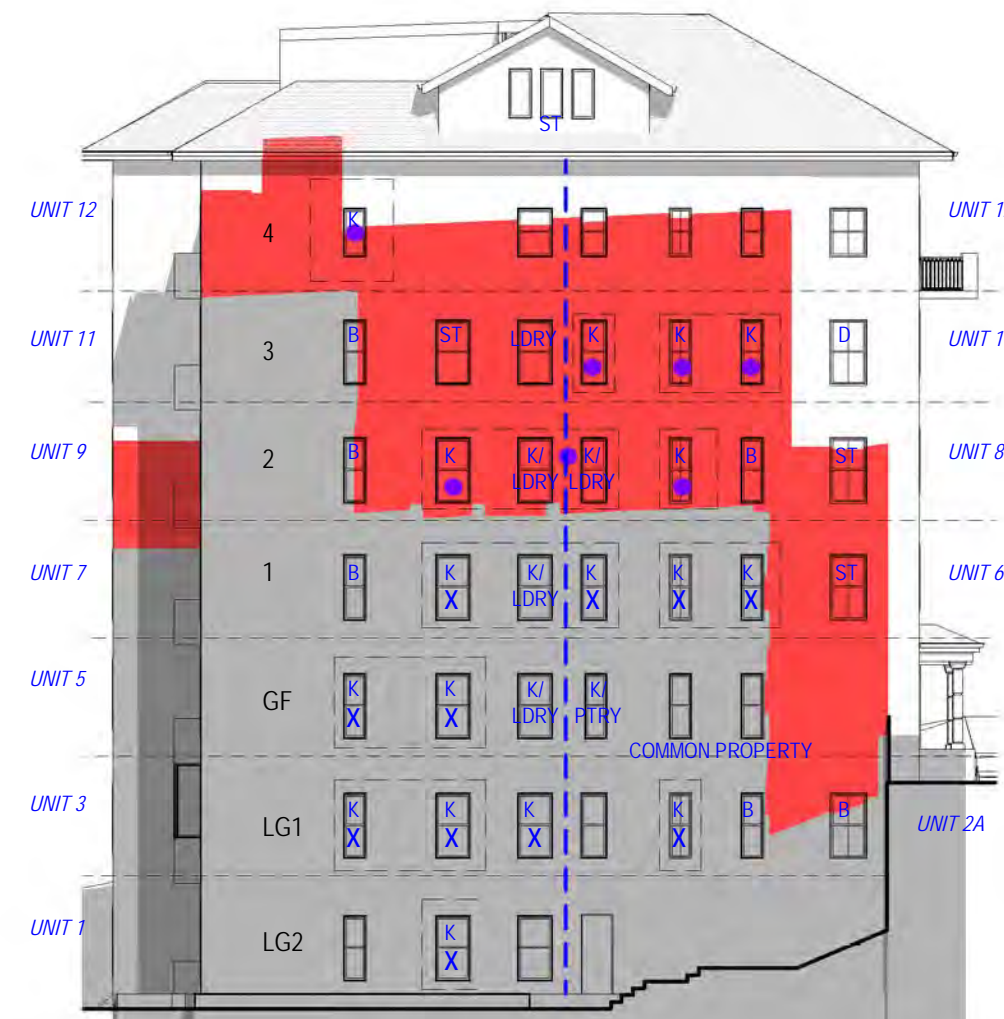 ST
UNIT 12
4
K
UNIT 1
UNIT 11
3
B
ST
LDRY
K
K
K
D
UNIT 1
UNIT 9
2
B
K
K/
LDRY
K/
LDRY
K
B
ST
UNIT 8
UNIT 7
1
B
K
X
K/
LDRY
K
X
K
X
K
X
ST
UNIT 6
UNIT 5
GF
K
X
K
X
K/
LDRY
K/
PTRY
COMMON PROPERTY
UNIT 3
LG1
K
X
K
X
K
X
K
X
B
B
UNIT 2A
UNIT 1
LG2
K
X